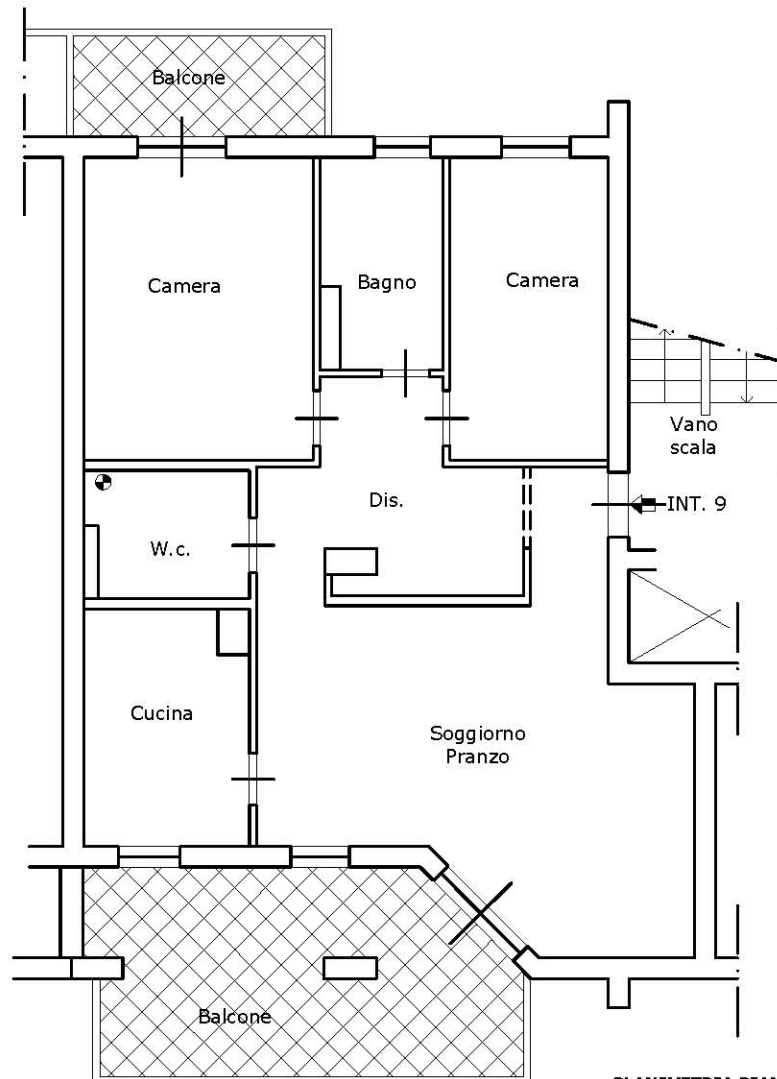 Balcone
Camera
Bagno
Camera
Vano
scala
Dis.
INT. 9
W.c.
Cucina
Soggiorno
Pranzo
Balcone